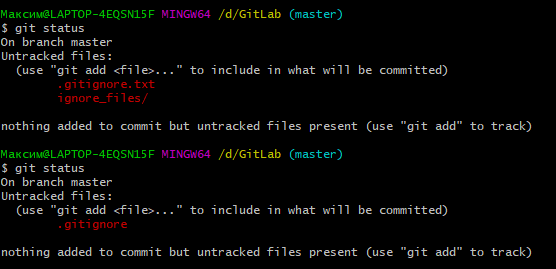 Максим@LAPTOP-4EQSN15F MINGW64 /d/GitLab (master)
$ git status
On branch master
Untracked files:
  (use "git add <file>..." to include in what will be committed)
        .gitignore.txt
        ignore_files/

nothing added to commit but untracked files present (use "git add" to track)

Максим@LAPTOP-4EQSN15F MINGW64 /d/GitLab (master)
$ git status
On branch master
Untracked files:
  (use "git add <file>..." to include in what will be committed)
        .gitignore

nothing added to commit but untracked files present (use "git add" to track)